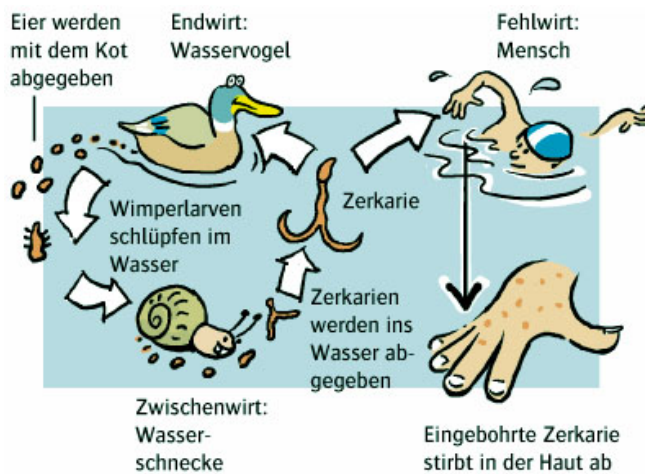 Eier werden
mit dem Kot
abgegeben
Endwirt:
Wasservogel
Fehlwirt:
Mensch
Wimperlarven
schlüpfen im
Wasser
Zerkarie
Zerkarien
werden ins
Wasser ab-
gegeben
Zwischenwirt:
Wasser-
schnecke
Eingebohrte Zerkarie
stirbt in der Haut ab